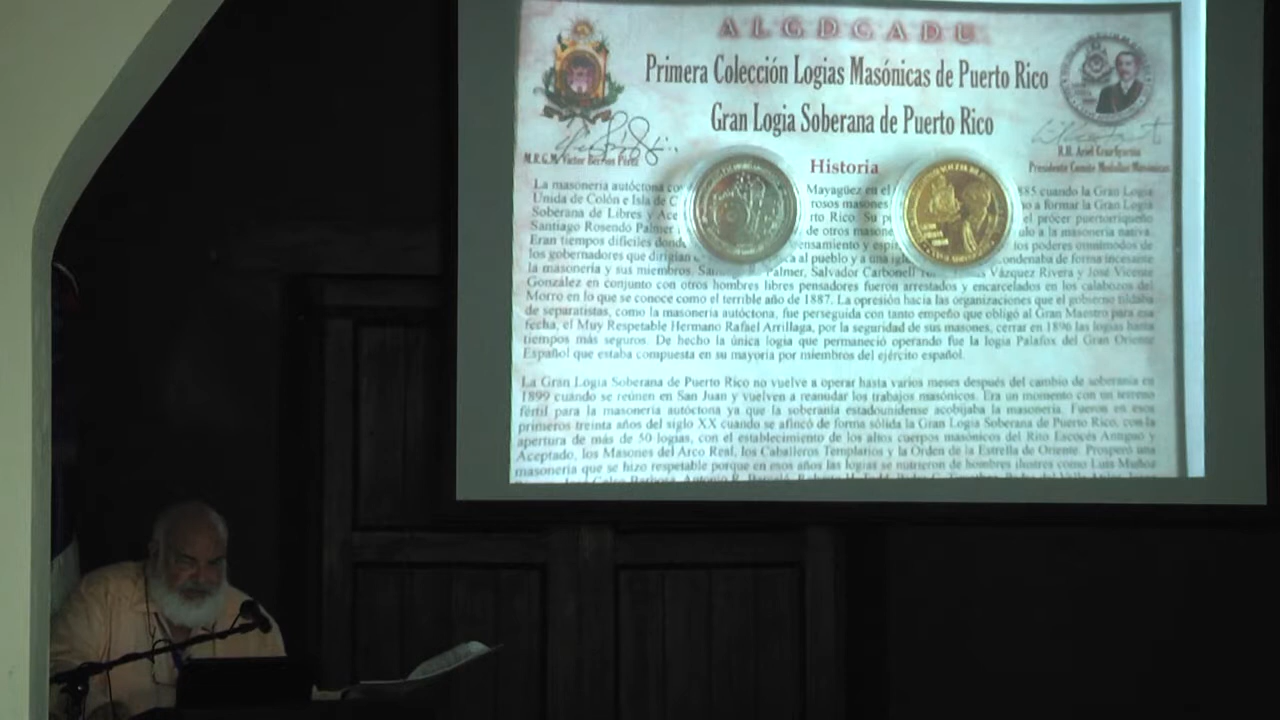 A L G D G A D U
Primera Colección Logias Masónicas de Puerto Rico
Gran Logia Soberana de Puerto Rico
M.R.G.M. Víctor
Historia
Presidente Comité Medallas Masónicas
La masonería autóctona Mayagüez en el 885 cuando la Gran Logia
Unida de Colón e Isla de C rosos masones o a formar la Gran Logia
Soberana de Libres y Ace rto Rico. Su p el prócer puertorriqueño
Santiago Rosendo Palmer de otros masone ulo a la masonería nativa.
Eran tiempos difíciles donde ensamiento y espi los poderes omnímodos de
los gobernadores que dirigían a al pueblo y a una igle condenaba de forma incesante
la masonería y sus miembros. Palmer, Salvador Carbonell Vázquez Rivera y José Vicente
González en conjunto con otros hombres libres pensadores fueron arrestados y encarcelados en los calabozos del
Morro en lo que se conoce como el terrible año de 1887. La opresión hacia las organizaciones que el gobierno tildaba
de separatistas, como la masonería autóctona, fue perseguida con tanto empeño que obligó al Gran Maestro para esa
fecha, el Muy Respetable Hermano Rafael Arrillaga, por la seguridad de sus masones, cerrar en 1896 las logias hasta
tiempos más seguros. De hecho la única logia que permaneció operando fue la logia Palafox del Gran Oriente
Español que estaba compuesta en su mayoría por miembros del ejército español.
La Gran Logia Soberana de Puerto Rico no vuelve a operar hasta varios meses después del cambio de soberanía en
1899 cuando se reúnen en San Juan y vuelven a reanudar los trabajos masónicos. Era un momento con un terreno
fértil para la masonería autóctona ya que la soberanía estadounidense acobijaba la masonería. Fueron en esos
primeros treinta años del siglo XX cuando se afincó de forma sólida la Gran Logia Soberana de Puerto Rico, con la
apertura de más de 50 logias, con el establecimiento de los altos cuerpos masónicos del Rito Escocés Antiguo y
Aceptado, los Masones del Arco Real, los Caballeros Templarios y la Orden de la Estrella de Oriente. Prosperó una
masonería que se hizo respetable porque en esos años las logias se nutrieron de hombres ilustres como Luis Muñoz